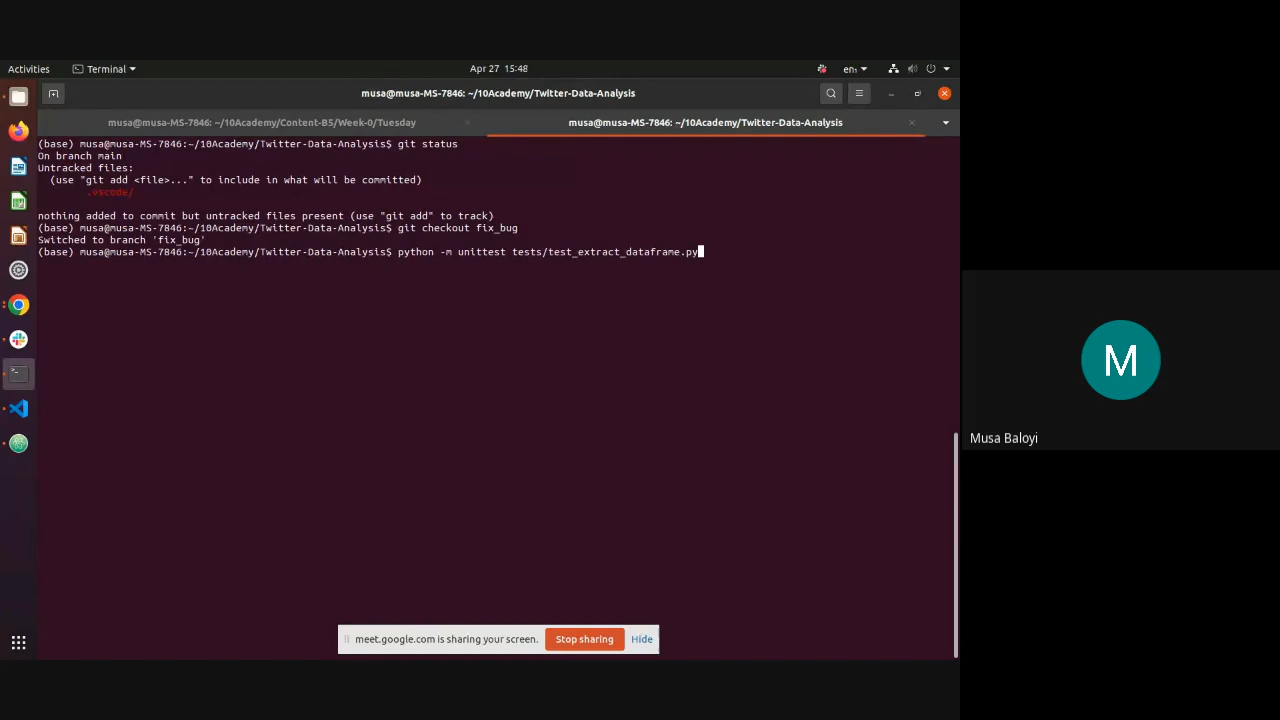 Activities
Terminal
Apr 27 15:48
en₁
musa@musa-MS-7846: ~/10Academy/Twitter-Data-Analysis
musa@musa-MS-7846: ~/10Academy/Content-B5/Week-0/Tuesday
musa@musa-MS-7846: ~/10Academy/Twitter-Data-Analysis
(base) musa@musa-MS-7846:~/10Academy/Twitter-Data-Analysis$ git status
On branch main
Untracked files:
(use "git add <file>..." to include in what will be committed)
.vscode/
nothing added to commit but untracked files present (use "git add" to track)
(base) musa@musa-MS-7846:~/10Academy/Twitter-Data-Analysis$ git checkout fix_bug
Switched to branch 'fix_bug'
(base) musa@musa-MS-7846:~/10Academy/Twitter-Data-Analysis$ python -m unittest tests/test_extract_dataframe.py
M
Musa Baloyi
meet.google.com is sharing your screen.
Stop sharing
Hide